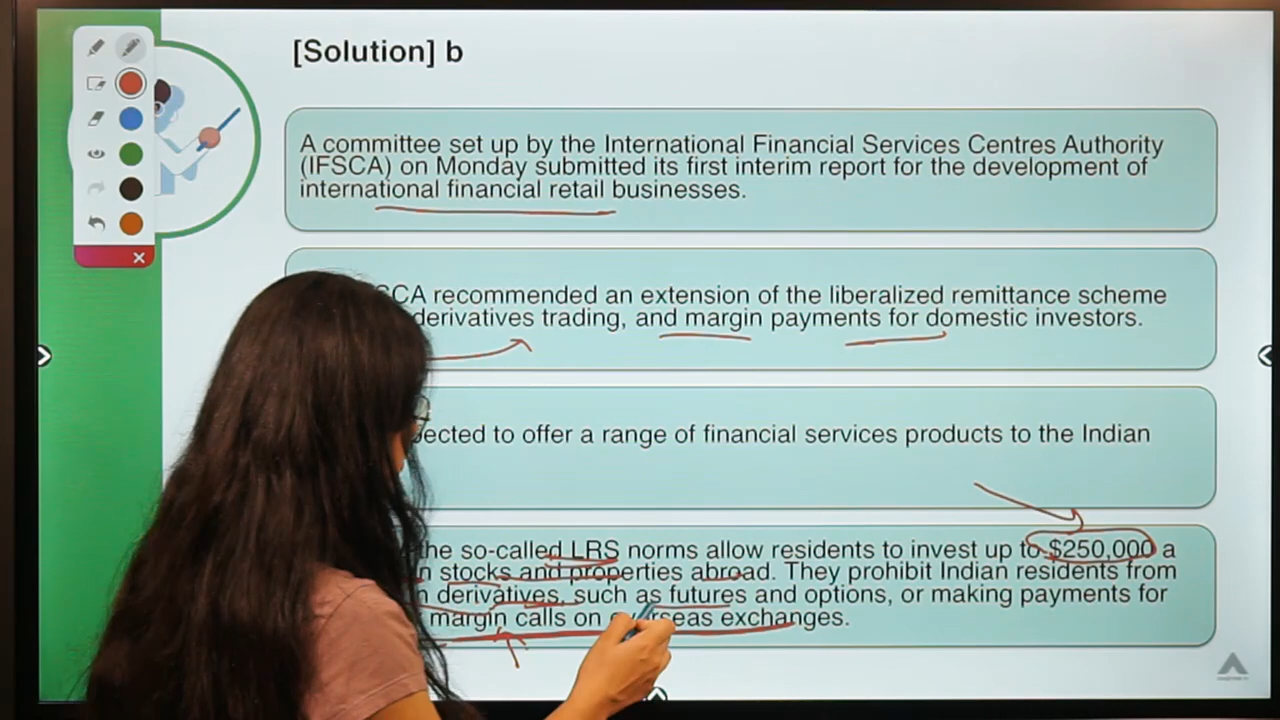 [Solution] b
A committee set up by the International Financial Services Centres Authority
(IFSCA) on Monday submitted its first interim report for the development of
international financial retail businesses.
recommended an extension of the liberalized remittance scheme
derivatives trading, and margin payments for domestic investors.
to offer a range of financial services products to the Indian
the so-called LRS norms allow residents to invest up to $250,000 a
stocks and properties abroad. They prohibit Indian residents from
derivatives, such as futures and options, or making payments for
margin calls on overseas exchanges.